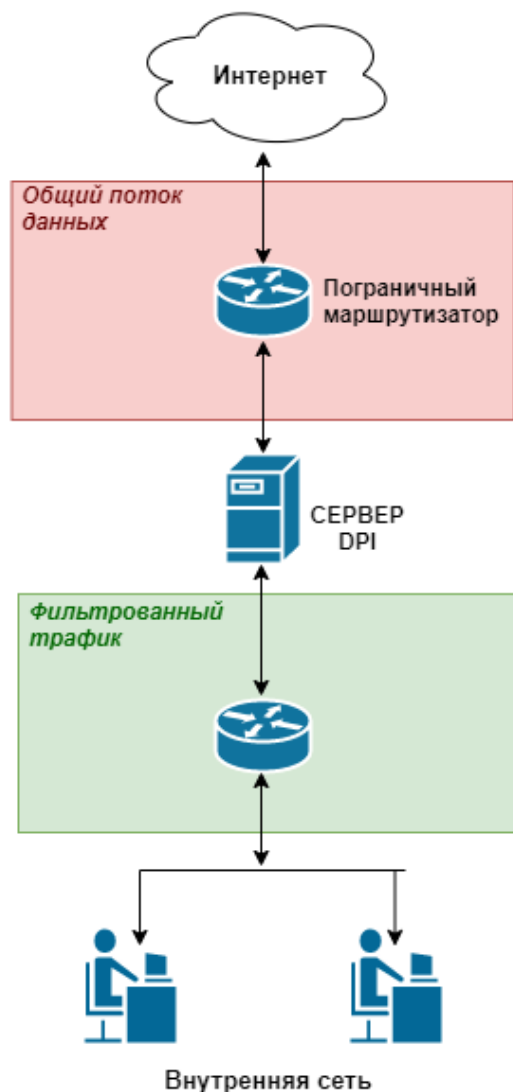 Интернет
Общий поток
данных
Пограничный
маршрутизатор
СЕРВЕР
DPI
Фильтрованный
трафик
Внутренняя сеть